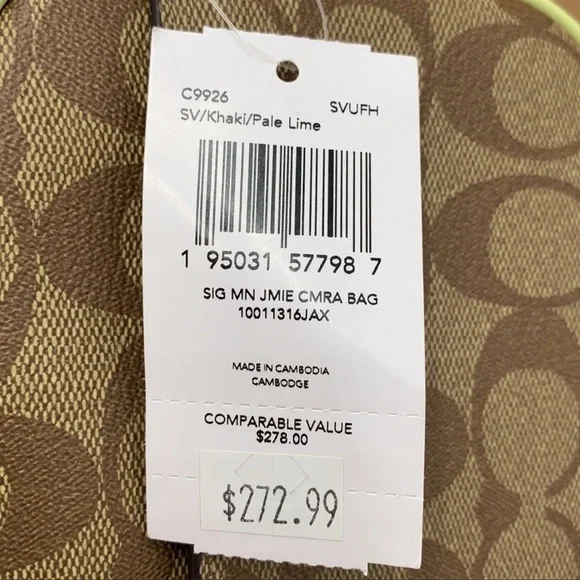 C9926 SVUFH
SV/Khaki/Pale Lime
1 95031 57798 7
SIG MN JMIE CMRA BAG
10011316JAX
MADE IN CAMBODIA
CAMBODGE
COMPARABLE VALUE
$278.00
$272.99